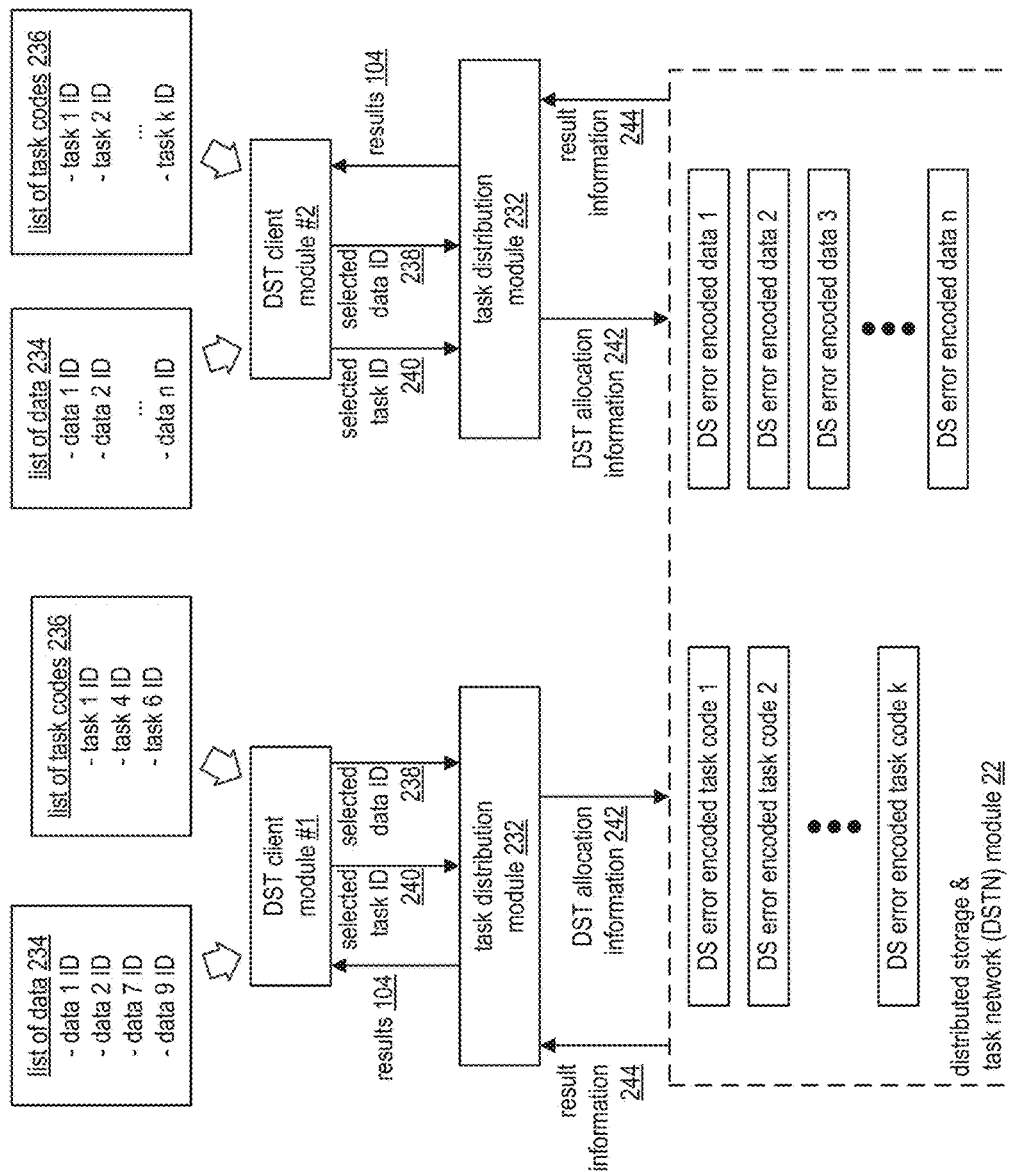 list of data 234
- data 1 ID
- data 2 ID
- data 7 ID
- data 9 ID
list of task codes 236
- task 1 ID
- task 4 ID
- task 6 ID
DST client
module #1
results 104
selected
task ID
240
selected
data ID
238
task distribution
module 232
result
information
244
DST allocation
information 242
list of data 234
- data 1 ID
- data 2 ID
...
- data n ID
list of task codes 236
- task 1 ID
- task 2 ID
...
- task k ID
DST client
module #2
selected
task ID
240
selected
data ID
238
results 104
task distribution
module 232
DST allocation
information 242
result
information
244
DS error encoded task code 1
DS error encoded task code 2
DS error encoded task code k
DS error encoded data 1
DS error encoded data 2
DS error encoded data 3
DS error encoded data n
distributed storage &
task network (DSTN) module 22